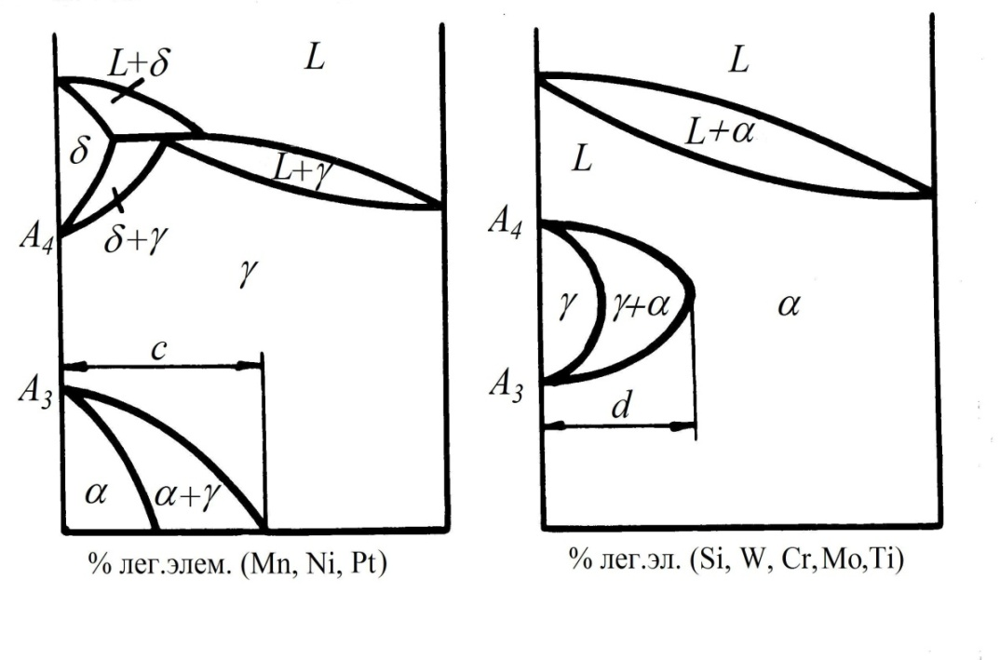 L+δ
L
δ
L+γ
A4
δ+γ
γ
c
A3
α
α+γ
% лег.элем. (Mn, Ni, Pt)
L
L+α
L
A4
γ
γ+α
α
A3
d
% лег.эл. (Si, W, Cr,Mo,Ti)